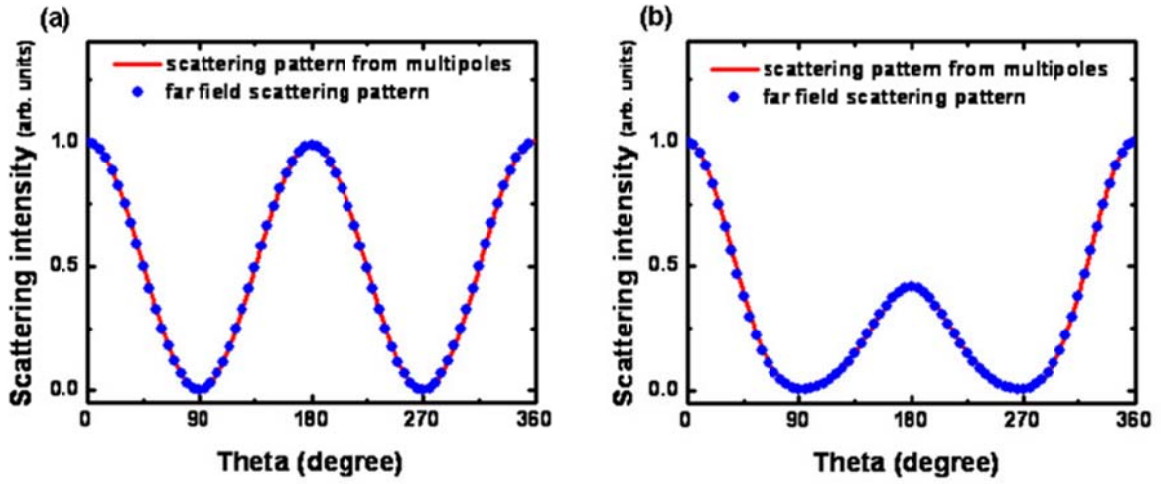 (a)
scattering pattern from multipoles
far field scattering pattern
Scattering intensity (arb. units)
1.0
0.5
0.0
0 90 180 270 360
Theta (degree)
(b)
scattering pattern from multipoles
far field scattering pattern
Scattering intensity (arb. units)
1.0
0.5
0.0
0 90 180 270 360
Theta (degree)